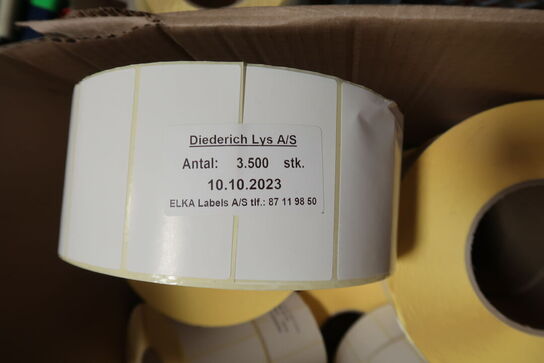 Diederich Lys A/S
Antal: 3.500 stk.
10.10.2023
ELKA Labels A/S tlf.: 87 11 98 50